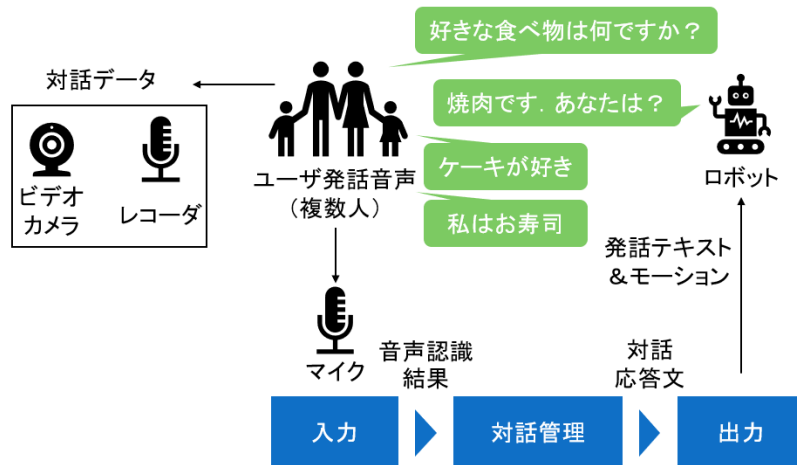 好きな食べ物は何ですか？
対話データ
焼肉です．あなたは？
ケーキが好き
私はお寿司
ビデオ
カメラ
レコーダ
ユーザ発話音声
（複数人）
ロボット
発話テキスト
＆モーション
マイク
音声認識
結果
対話
応答文
入力
対話管理
出力